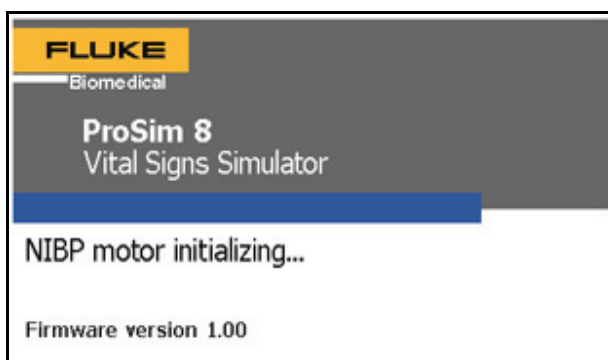 FLUKE
Biomedical
ProSim 8
Vital Signs Simulator
NIBP motor initializing...
Firmware version 1.00